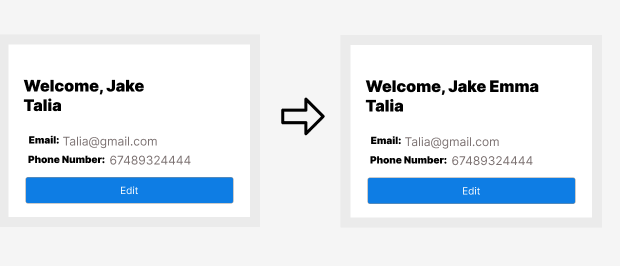 Welcome, Jake
Talia
Email: Talia@gmail.com
Phone Number: 67489324444
Edit
Welcome, Jake Emma
Talia
Email: Talia@gmail.com
Phone Number: 67489324444
Edit